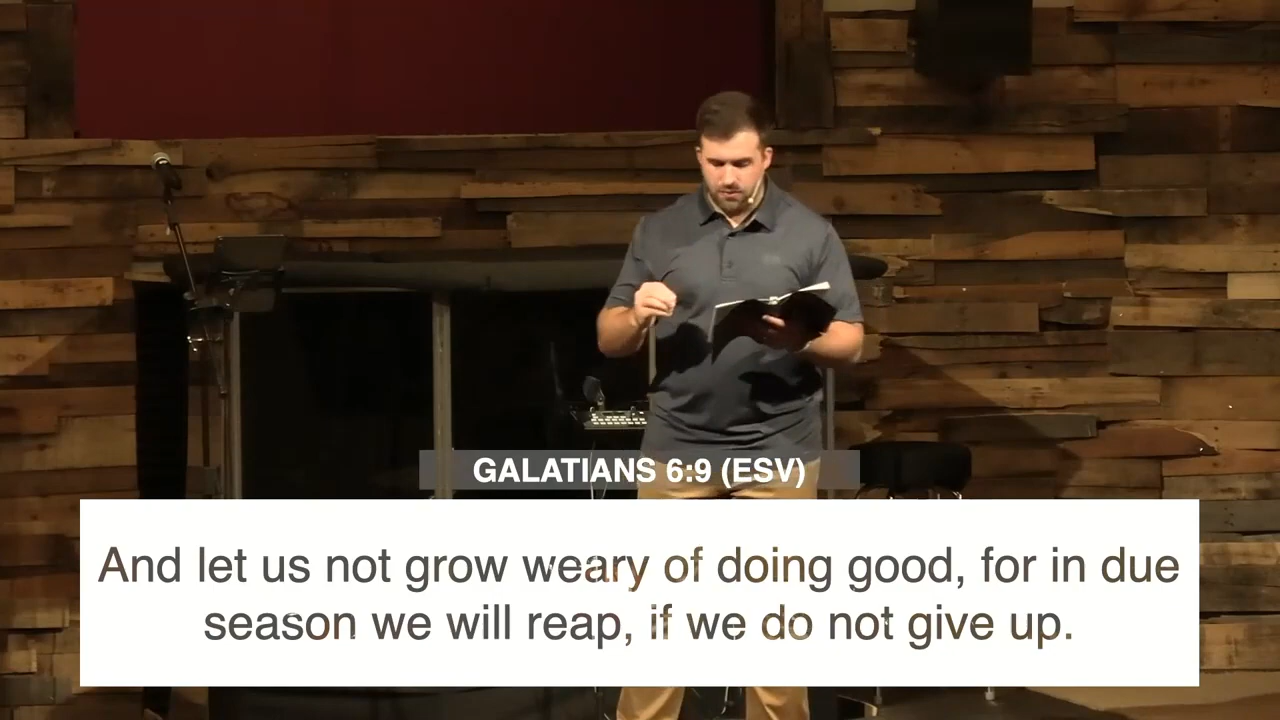 GALATIANS 6:9 (ESV)
And let us not grow weary of doing good, for in due
season we will reap, if we do not give up.